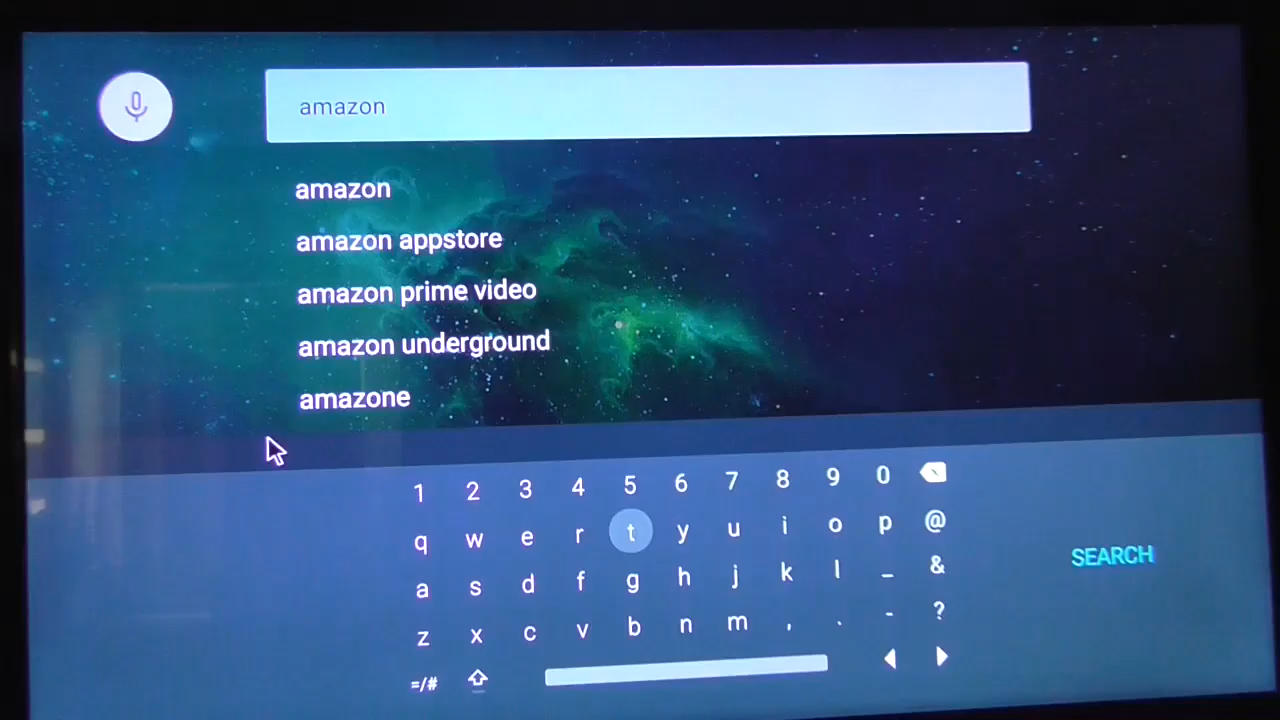 amazon
amazon
amazon appstore
amazon prime video
amazon underground
amazone
1 2 3 4 5 6 7 8 9 0
q w e r t y u i o p @
a s d f g h j k l _ &
z x c v b n m , . - ?
=/#
SEARCH